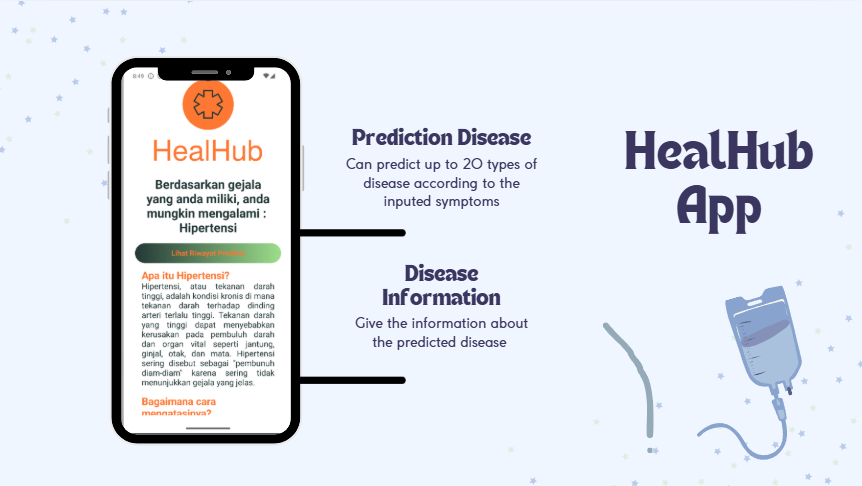 HealHub
Berdasarkan gejala
yang anda miliki, anda
mungkin mengalami :
Hipertensi
Lihat Riwayat
Apa itu Hipertensi?
Hipertensi, atau tekanan darah
tinggi, adalah kondisi kronis di mana
tekanan darah terhadap dinding
arteri terlalu tinggi. Tekanan darah
yang tinggi dapat menyebabkan
kerusakan pada pembuluh darah
dan organ vital seperti jantung,
ginjal, otak, dan mata. Hipertensi
sering disebut sebagai "pembunuh
diam-diam" karena sering tidak
menunjukkan gejala yang jelas.
Bagaimana cara
mengatasinya?
Prediction Disease
Can predict up to 20 types of
disease according to the
inputed symptoms
Disease
Information
Give the information about
the predicted disease
HealHub
App